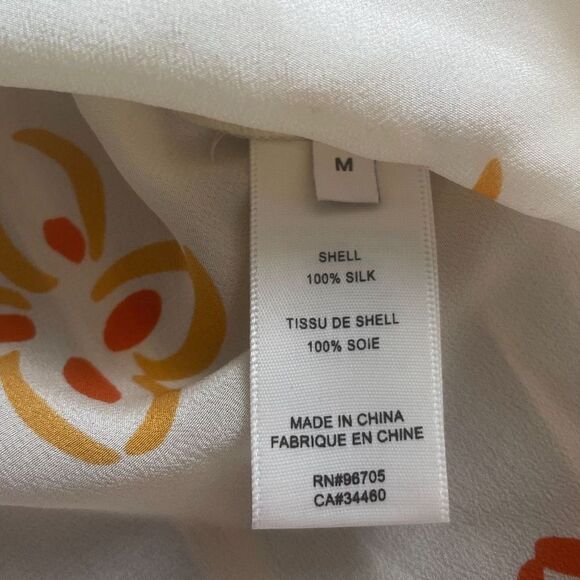 M
SHELL
100% SILK
TISSU DE SHELL
100% SOIE
MADE IN CHINA
FABRIQUE EN CHINE
RN#96705
CA#34460